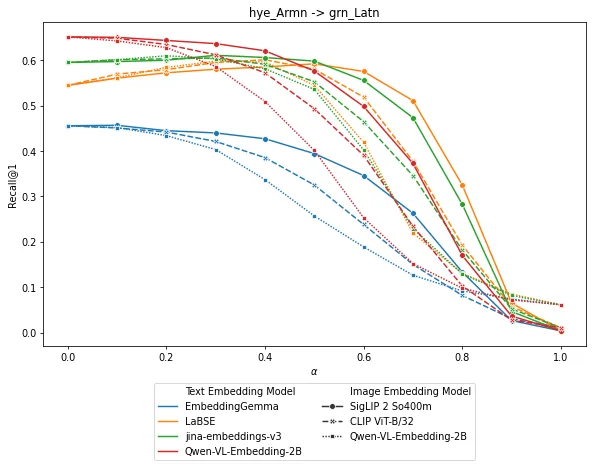 hye_Armn -> grn_Latn
Recall@1
0.6
0.5
0.4
0.3
0.2
0.1
0.0
0.0
0.2
0.4
0.6
0.8
1.0
α
Text Embedding Model
EmbeddingGemma
LaBSE
jina-embeddings-v3
Qwen-VL-Embedding-2B
Image Embedding Model
SigLIP 2 So400m
CLIP ViT-B/32
Qwen-VL-Embedding-2B